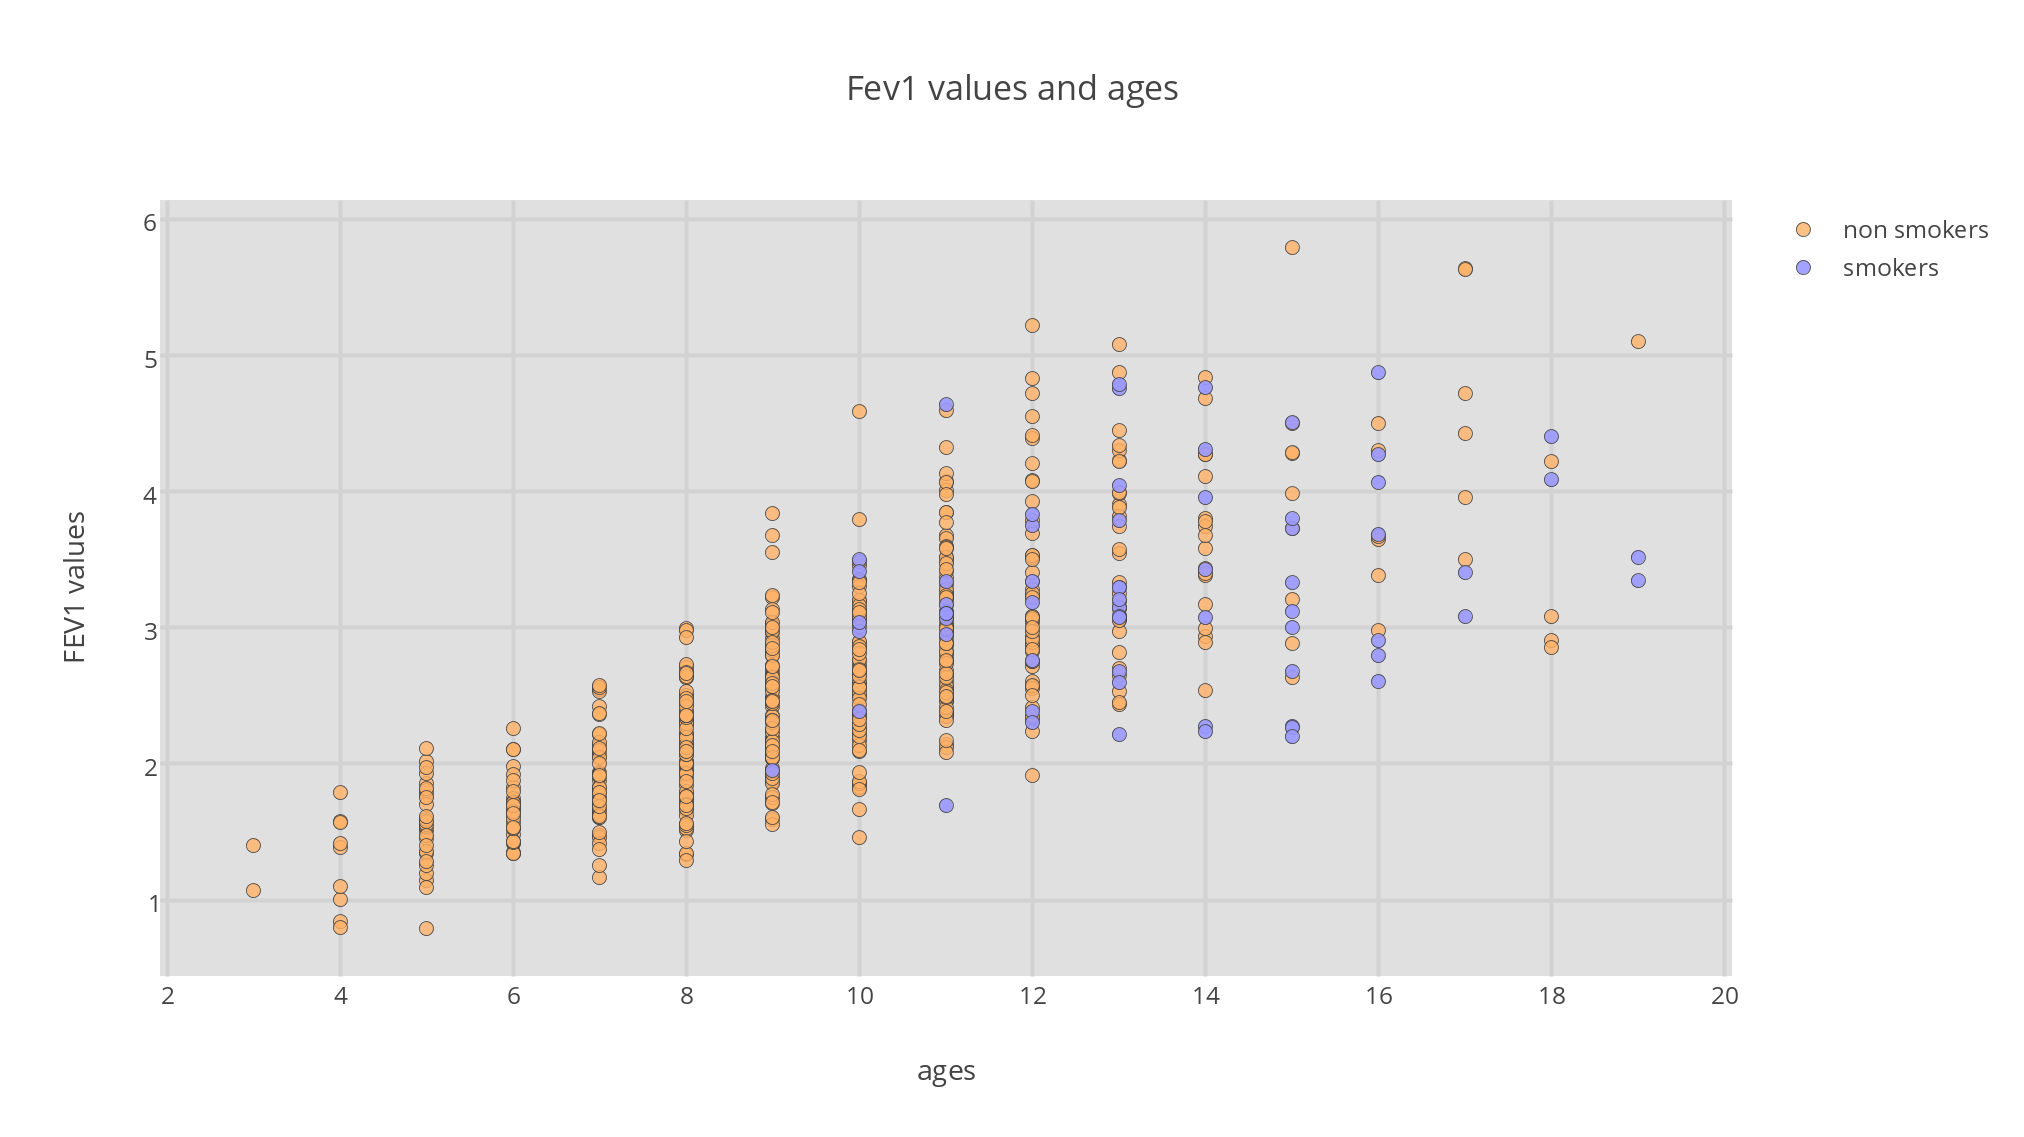 Fev1 values and ages
6
5
4
3
2
1
FEV1 values
2 4 6 8 10 12 14 16 18 20
ages
non smokers
smokers